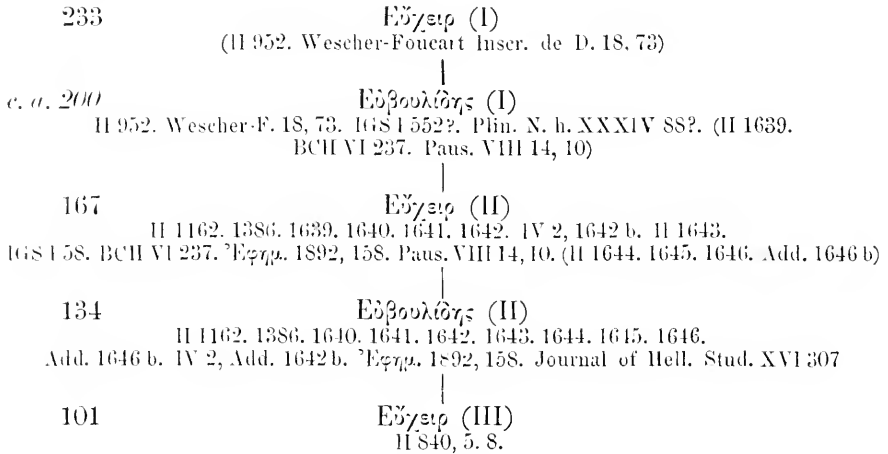 233 Εὔχειρ (I)
(II 952. Wescher-Foucart Inscr. de D. 18, 73)
c. a. 200 Εὐβουλίδης (I)
II 952. Wescher-F. 18, 73. IGS I 552?. Plin. N. h. XXXIV 88?. (II 1639.
BCH VI 237. Paus. VIII 14, 10)
167 Εὔχειρ (II)
II 1162. 1386. 1639. 1640. 1641. 1642. IV 2, 1642 b. II 1643.
IGS I 58. BCH VI 237. Ἐφημ. 1892, 158. Paus. VIII 14, 10. (II 1644. 1645. 1646. Add. 1646 b)
134 Εὐβουλίδης (II)
II 1162. 1386. 1640. 1641. 1642. 1643. 1644. 1645. 1646.
Add. 1646 b. IV 2, Add. 1642 b. Ἐφημ. 1892, 158. Journal of Hell. Stud. XVI 307
101 Εὔχειρ (III)
II 840, 5. 8.